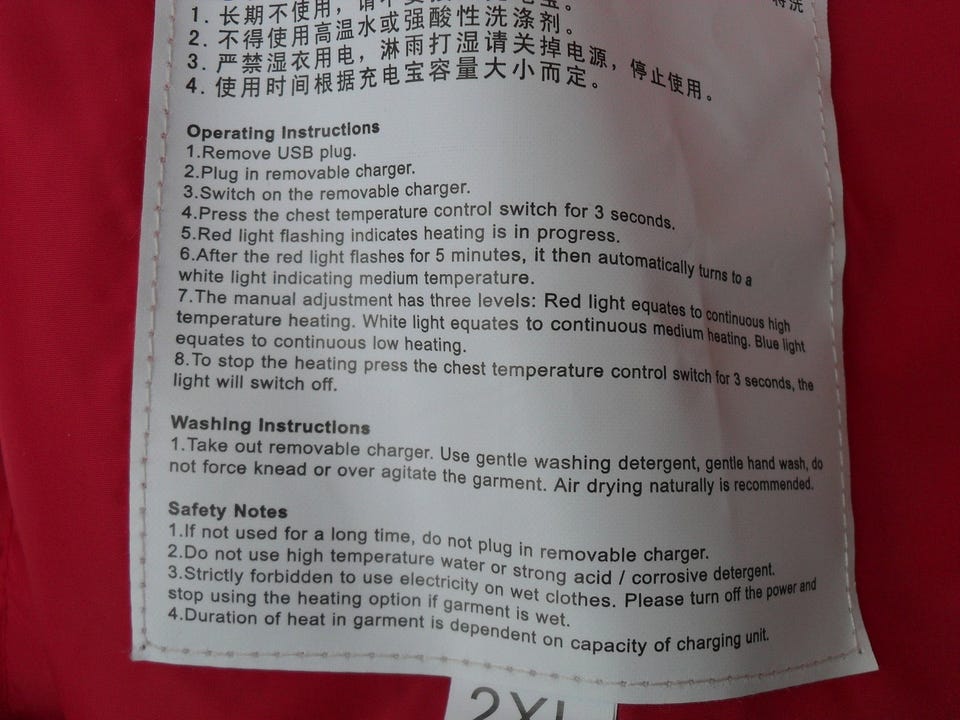 1. 长期不使用，请不要
2. 不得使用高温水或强酸性洗涤剂。
3. 严禁湿衣用电，淋雨打湿请关掉电源，停止使用。
4. 使用时间根据充电宝容量大小而定。
Operating Instructions
1.Remove USB plug.
2.Plug in removable charger.
3.Switch on the removable charger.
4.Press the chest temperature control switch for 3 seconds.
5.Red light flashing indicates heating is in progress.
6.After the red light flashes for 5 minutes, it then automatically turns to a
white light indicating medium temperature.
7.The manual adjustment has three levels: Red light equates to continuous high
temperature heating. White light equates to continuous medium heating. Blue light
equates to continuous low heating.
8.To stop the heating press the chest temperature control switch for 3 seconds, the
light will switch off.
Washing Instructions
1.Take out removable charger. Use gentle washing detergent, gentle hand wash, do
not force knead or over agitate the garment. Air drying naturally is recommended.
Safety Notes
1.If not used for a long time, do not plug in removable charger.
2.Do not use high temperature water or strong acid / corrosive detergent.
3.Strictly forbidden to use electricity on wet clothes. Please turn off the power and
stop using the heating option if garment is wet.
4.Duration of heat in garment is dependent on capacity of charging unit.
2XL